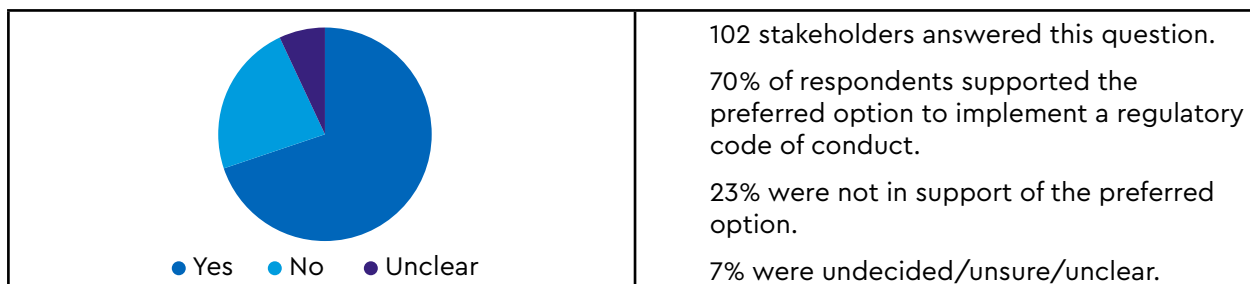 Yes No Unclear
102 stakeholders answered this question.
70% of respondents supported the
preferred option to implement a regulatory
code of conduct.
23% were not in support of the preferred
option.
7% were undecided/unsure/unclear.